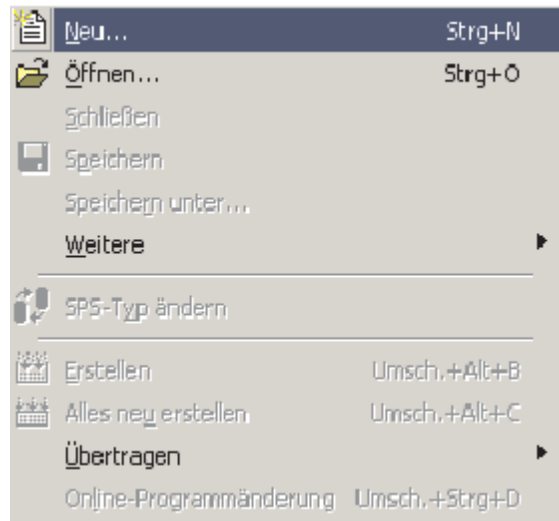 Neu... Strg+N
Öffnen... Strg+O
Schließen
Speichern
Speichern unter...
Weitere
SPS-Typ ändern
Erstellen Umsch.+Alt+B
Alles neu erstellen Umsch.+Alt+C
Übertragen
Online-Programmänderung Umsch.+Strg+D